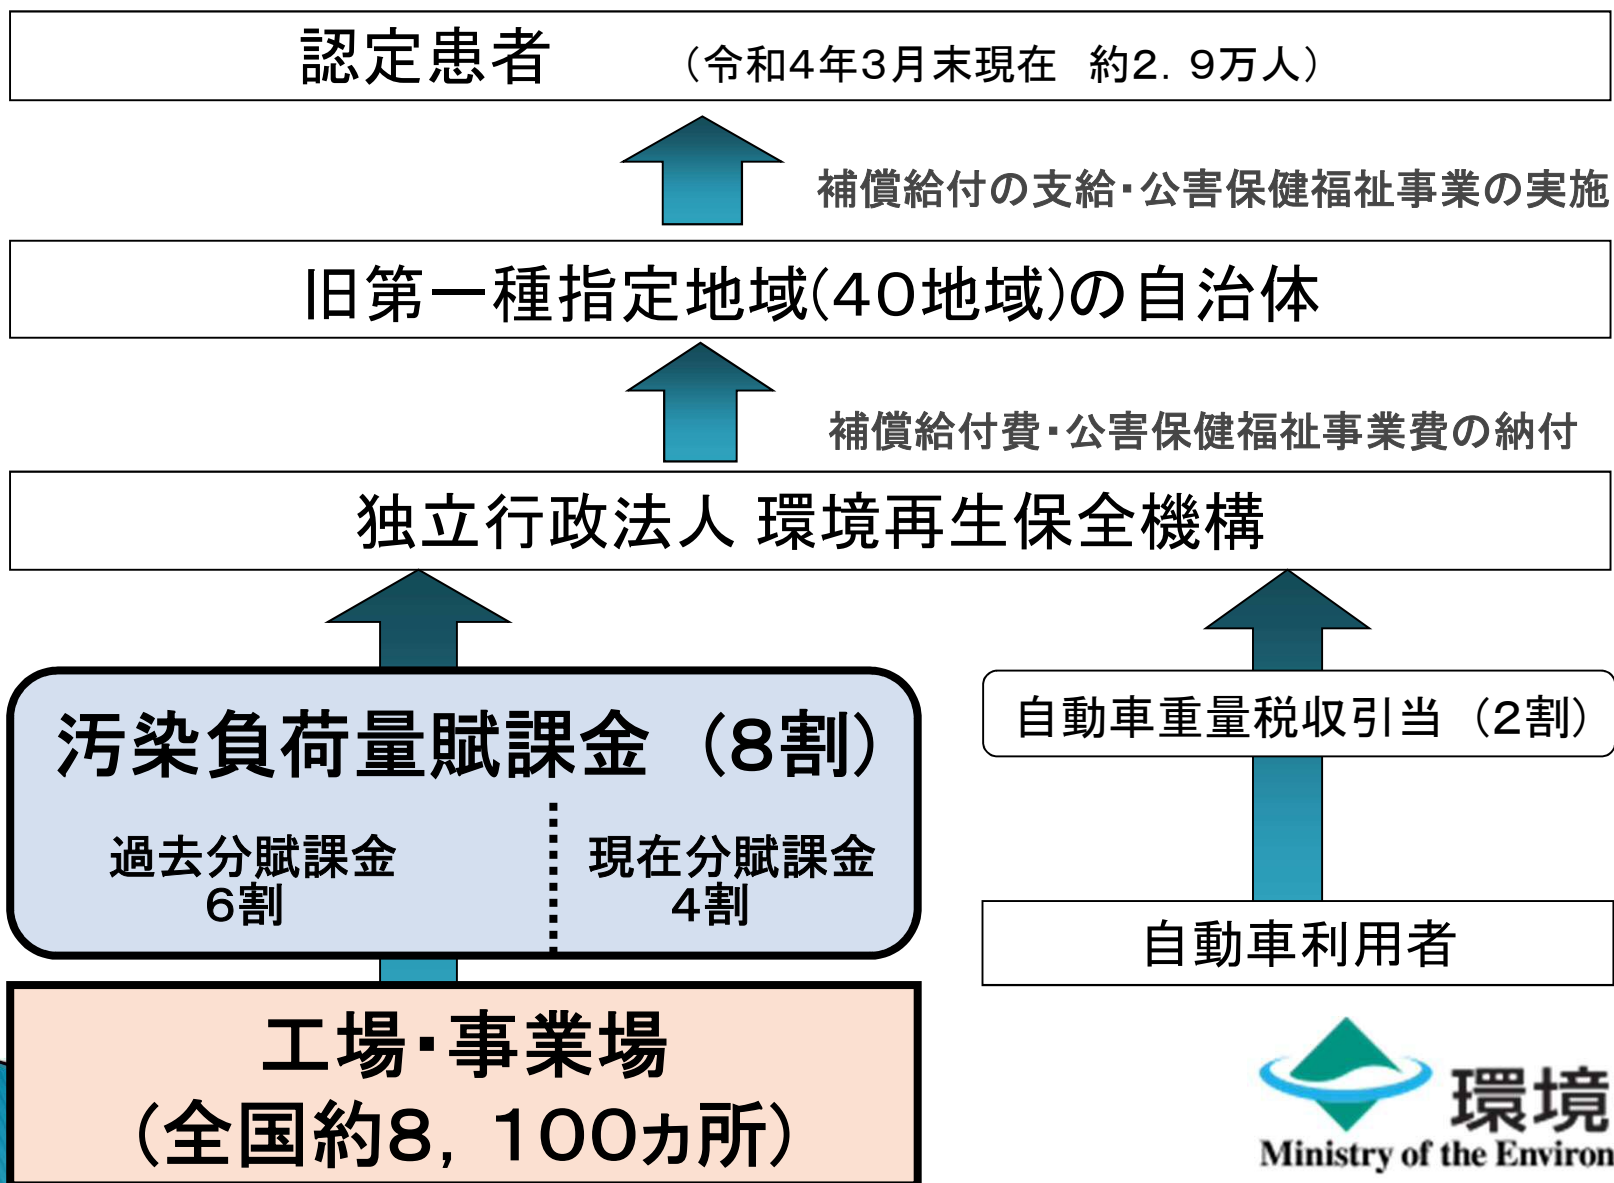 認定患者 （令和4年3月末現在 約2．9万人）
補償給付の支給・公害保健福祉事業の実施
旧第一種指定地域(40地域)の自治体
補償給付費・公害保健福祉事業費の納付
独立行政法人 環境再生保全機構
汚染負荷量賦課金 （8割）
過去分賦課金
6割
現在分賦課金
4割
自動車重量税収引当 （2割）
自動車利用者
工場・事業場
（全国約8，100ヵ所）
環境
Ministry of the Environ